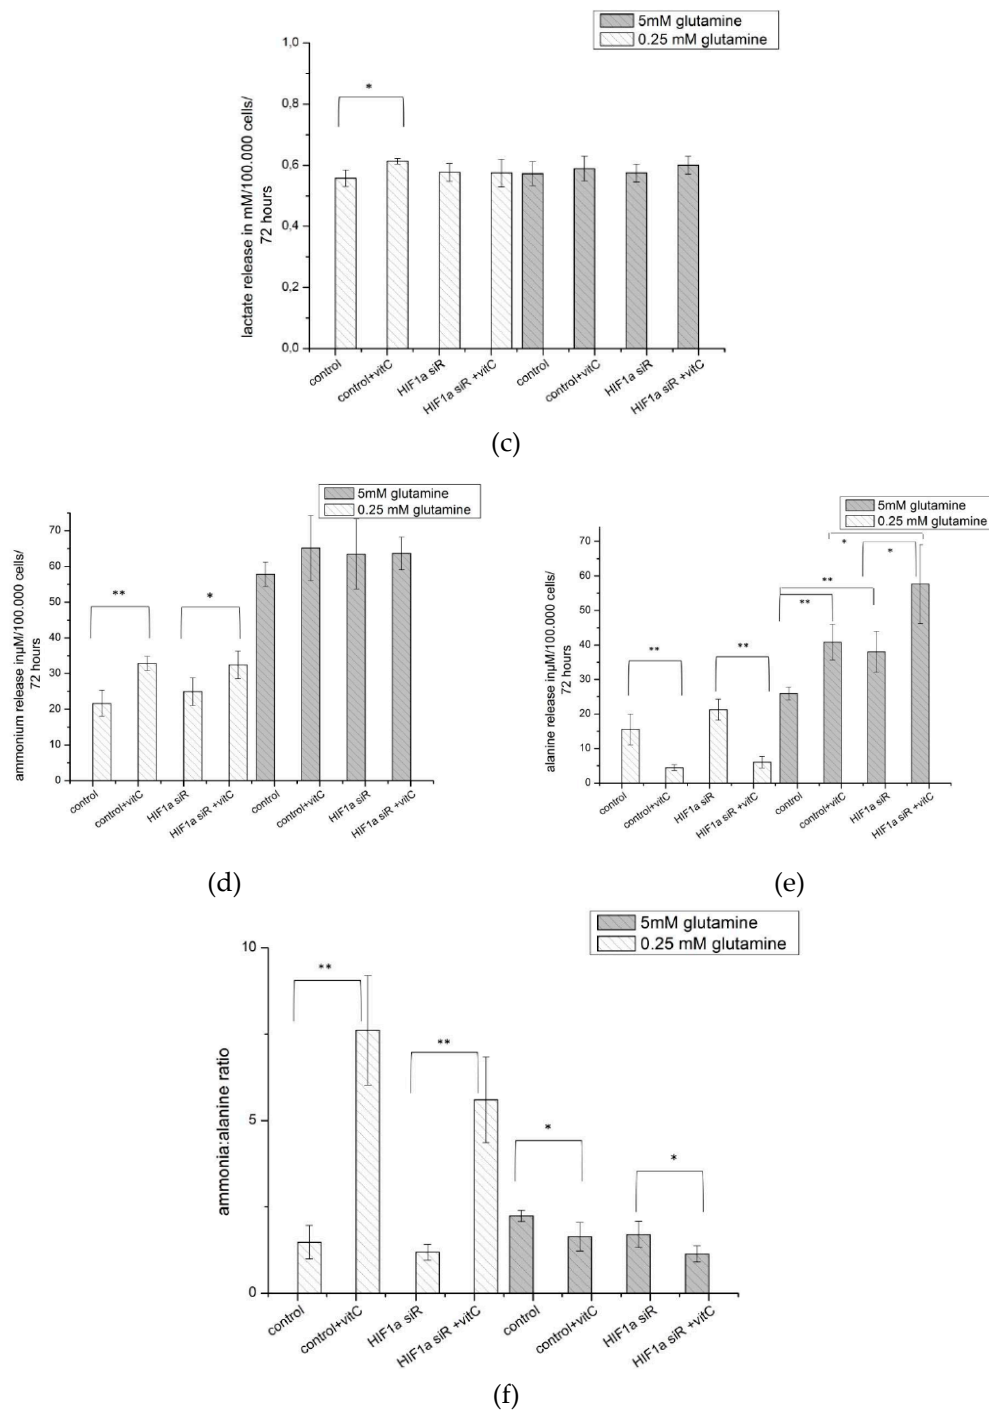 5mM glutamine
0.25 mM glutamine
lactate release in mM/100.000 cells/
72 hours
1,0
0,8
0,6
0,4
0,2
0,0
*
control
control+vitC
HIF1a siR
HIF1a siR +vitC
control
control+vitC
HIF1a siR
HIF1a siR +vitC
(c)
5mM glutamine
0.25 mM glutamine
ammonium release inµM/100.000 cells/
72 hours
70
60
50
40
30
20
10
0
**
*
control
control+vitC
HIF1a siR
HIF1a siR +vitC
control
control+vitC
HIF1a siR
HIF1a siR +vitC
(d)
5mM glutamine
0.25 mM glutamine
alanine release inµM/100.000 cells/
72 hours
70
60
50
40
30
20
10
0
**
**
**
**
*
*
control
control+vitC
HIF1a siR
HIF1a siR +vitC
control
control+vitC
HIF1a siR
HIF1a siR +vitC
(e)
5mM glutamine
0.25 mM glutamine
ammonia:alanine ratio
10
5
0
**
**
*
*
control
control+vitC
HIF1a siR
HIF1a siR +vitC
control
control+vitC
HIF1a siR
HIF1a siR +vitC
(f)